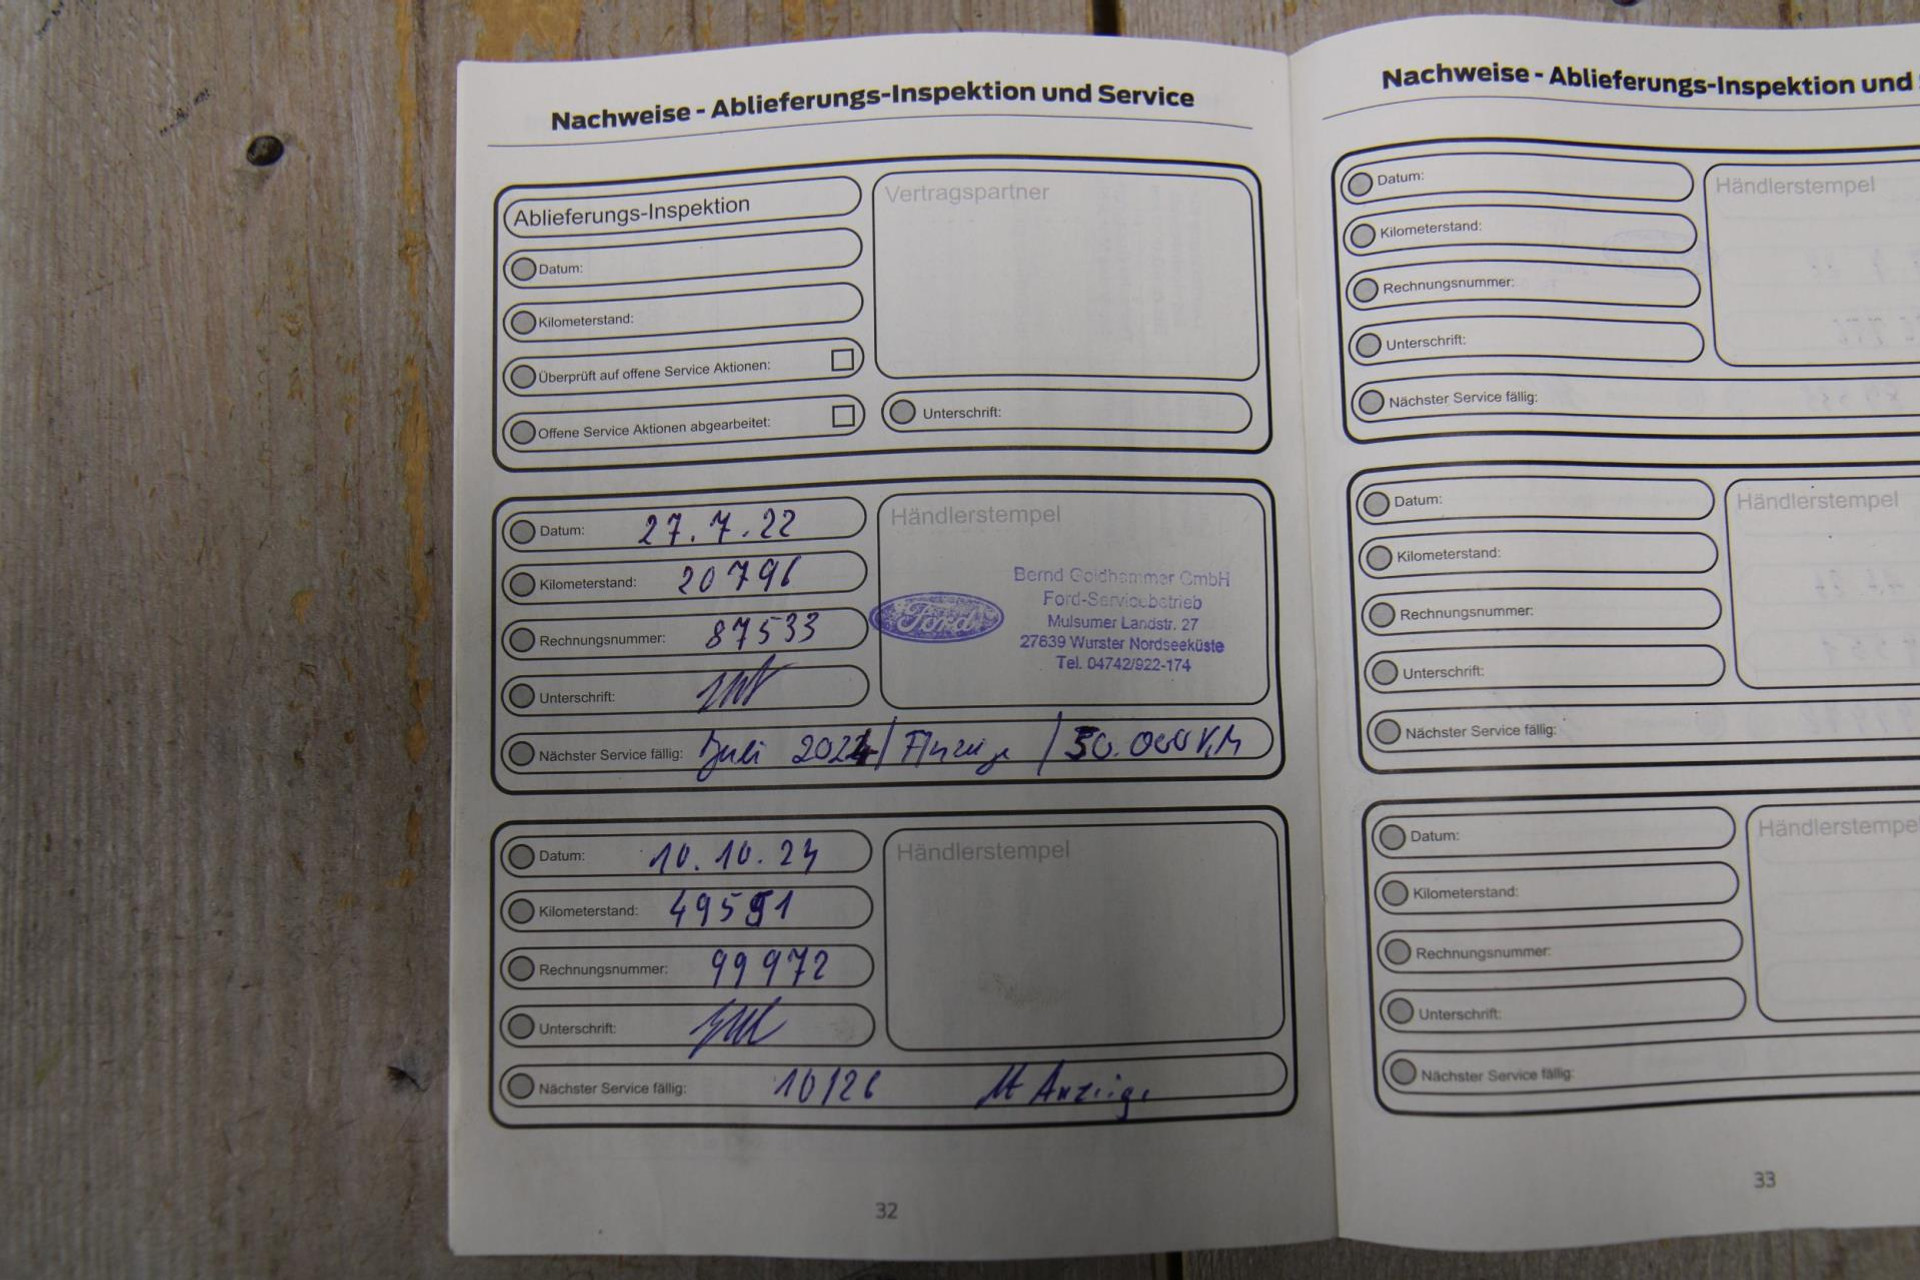 Nachweise - Ablieferungs-Inspektion und Service
Ablieferungs-Inspektion
Vertragspartner
Datum:
Kilometerstand:
Überprüft auf offene Service Aktionen:
Offene Service Aktionen abgearbeitet:
Unterschrift:
Datum: 27.7.22
Händlerstempel
Kilometerstand: 20796
Rechnungsnummer: 87533
Unterschrift:
Ford
Bernd Goldhammer GmbH
Ford-Servicebetrieb
Mulsumer Landstr. 27
27639 Wurster Nordseeküste
Tel. 04742/922-174
Nächster Service fällig: Juli 2024 / Anzeige / 30.000 KM
Datum: 10.10.24
Händlerstempel
Kilometerstand: 49591
Rechnungsnummer: 99972
Unterschrift:
Nächster Service fällig: 10/26 lt Anzeige
32
Nachweise - Ablieferungs-Inspektion und
Datum:
Händlerstempel
Kilometerstand:
Rechnungsnummer:
Unterschrift:
Nächster Service fällig:
Datum:
Händlerstempel
Kilometerstand:
Rechnungsnummer:
Unterschrift:
Nächster Service fällig:
Datum:
Händlerstempel
Kilometerstand:
Rechnungsnummer:
Unterschrift:
Nächster Service fällig:
33